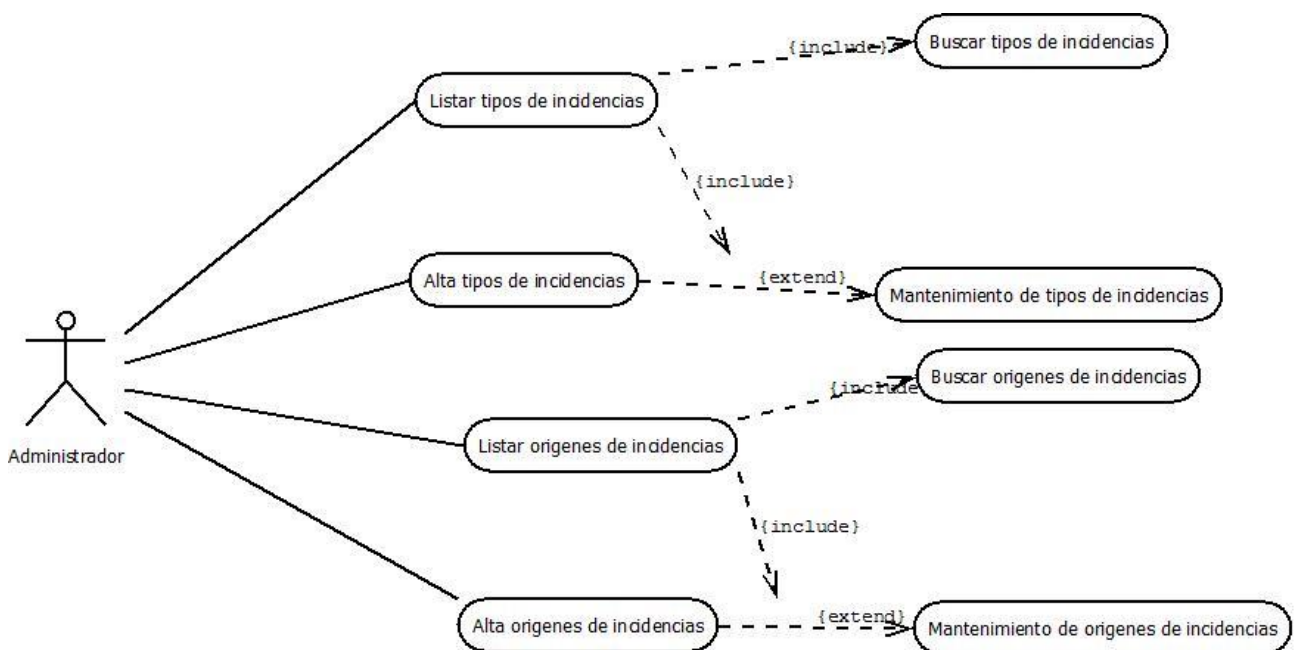 Buscar tipos de incidencias
{include}
Listar tipos de incidencias
{include}
Alta tipos de incidencias
{extend}
Mantenimiento de tipos de incidencias
Buscar origenes de incidencias
{include
Listar origenes de incidencias
Administrador
{include}
Alta origenes de incidencias
{extend}
Mantenimiento de origenes de incidencias